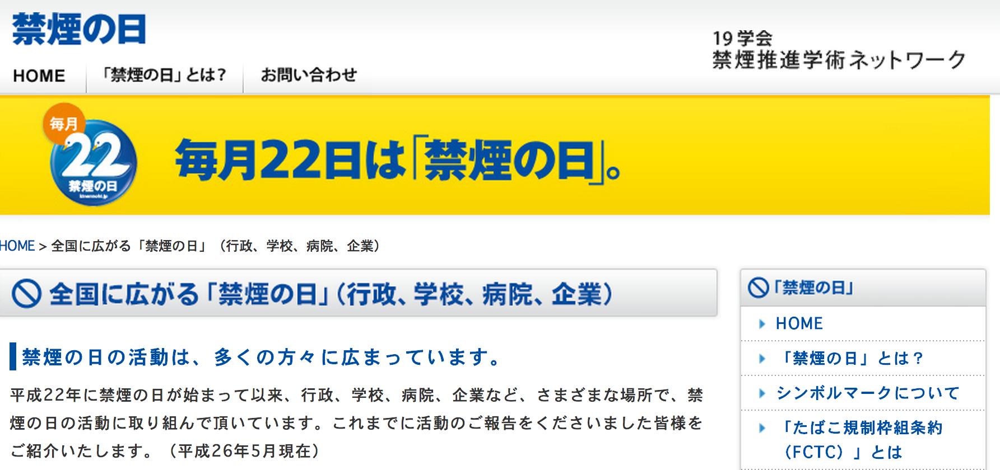 禁煙の日
19学会
禁煙推進学術ネットワーク
HOME
「禁煙の日」とは？
お問い合わせ
毎月
22
禁煙の日
kinennohi.jp
毎月22日は「禁煙の日」。
HOME > 全国に広がる「禁煙の日」（行政、学校、病院、企業）
全国に広がる「禁煙の日」（行政、学校、病院、企業）
禁煙の日の活動は、多くの方々に広まっています。
平成22年に禁煙の日が始まって以来、行政、学校、病院、企業など、さまざまな場所で、禁
煙の日の活動に取り組んで頂いています。これまでに活動のご報告をくださいました皆様を
ご紹介いたします。（平成26年5月現在）
「禁煙の日」
HOME
「禁煙の日」とは？
シンボルマークについて
「たばこ規制枠組条約
（FCTC）」とは